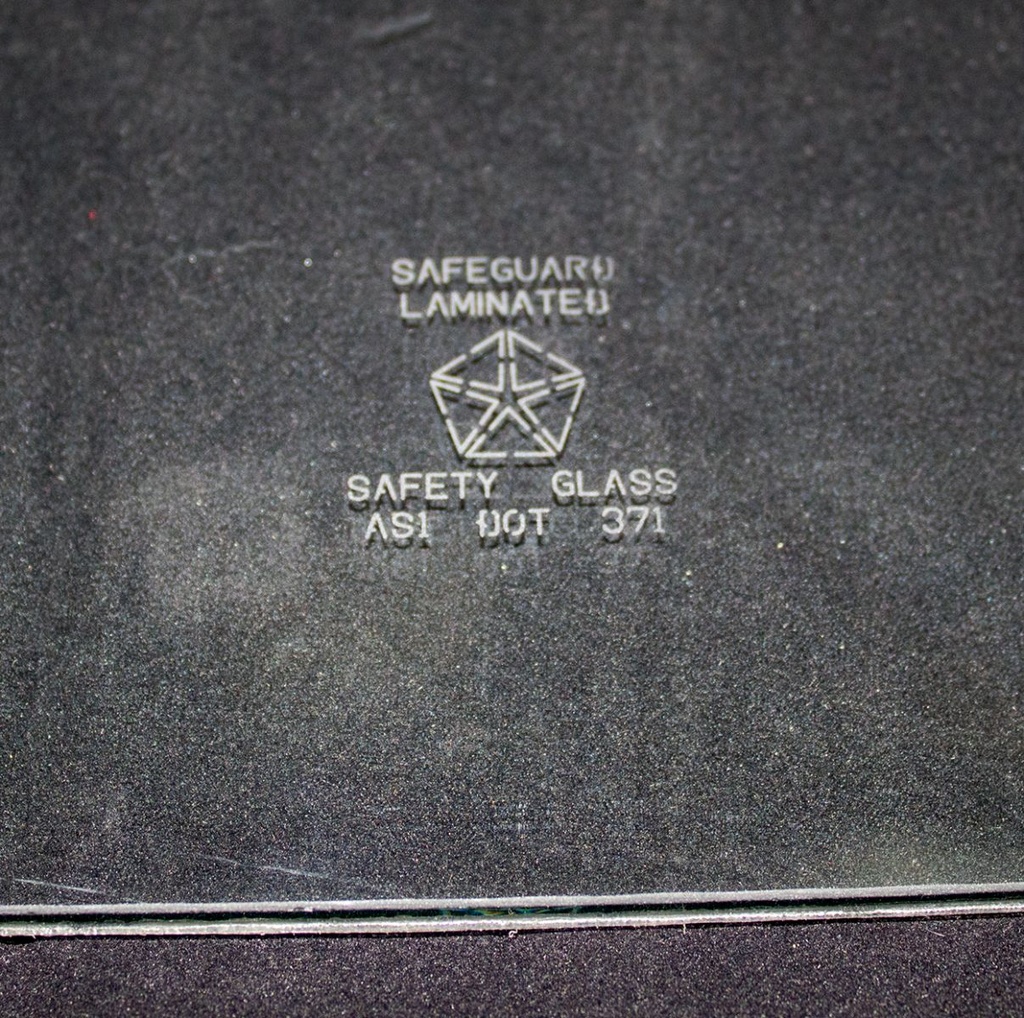 SAFEGUARD
LAMINATED
SAFETY GLASS
AS1 DOT 371